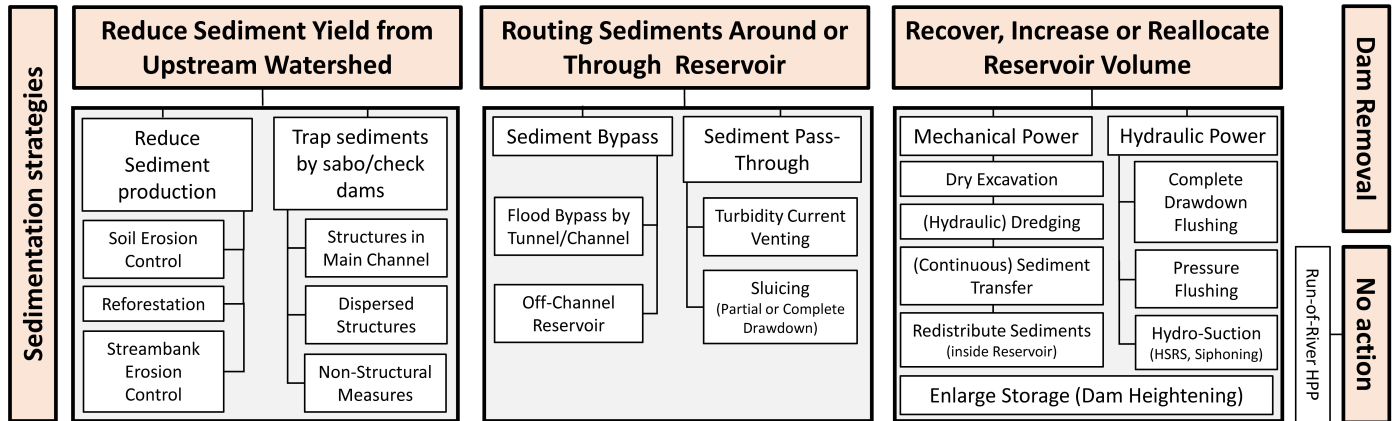 Sedimentation strategies
Reduce Sediment Yield from
Upstream Watershed
Reduce
Sediment
production
Soil Erosion
Control
Reforestation
Streambank
Erosion
Control
Trap sediments
by sabo/check
dams
Structures in
Main Channel
Dispersed
Structures
Non-Structural
Measures
Routing Sediments Around or
Through Reservoir
Sediment Bypass
Flood Bypass by
Tunnel/Channel
Off-Channel
Reservoir
Sediment Pass-
Through
Turbidity Current
Venting
Sluicing
(Partial or Complete
Drawdown)
Recover, Increase or Reallocate
Reservoir Volume
Mechanical Power
Dry Excavation
(Hydraulic) Dredging
(Continuous) Sediment
Transfer
Redistribute Sediments
(inside Reservoir)
Hydraulic Power
Complete
Drawdown
Flushing
Pressure
Flushing
Hydro-Suction
(HSRS, Siphoning)
Enlarge Storage (Dam Heightening)
Dam Removal
No action
Run-of-River HPP